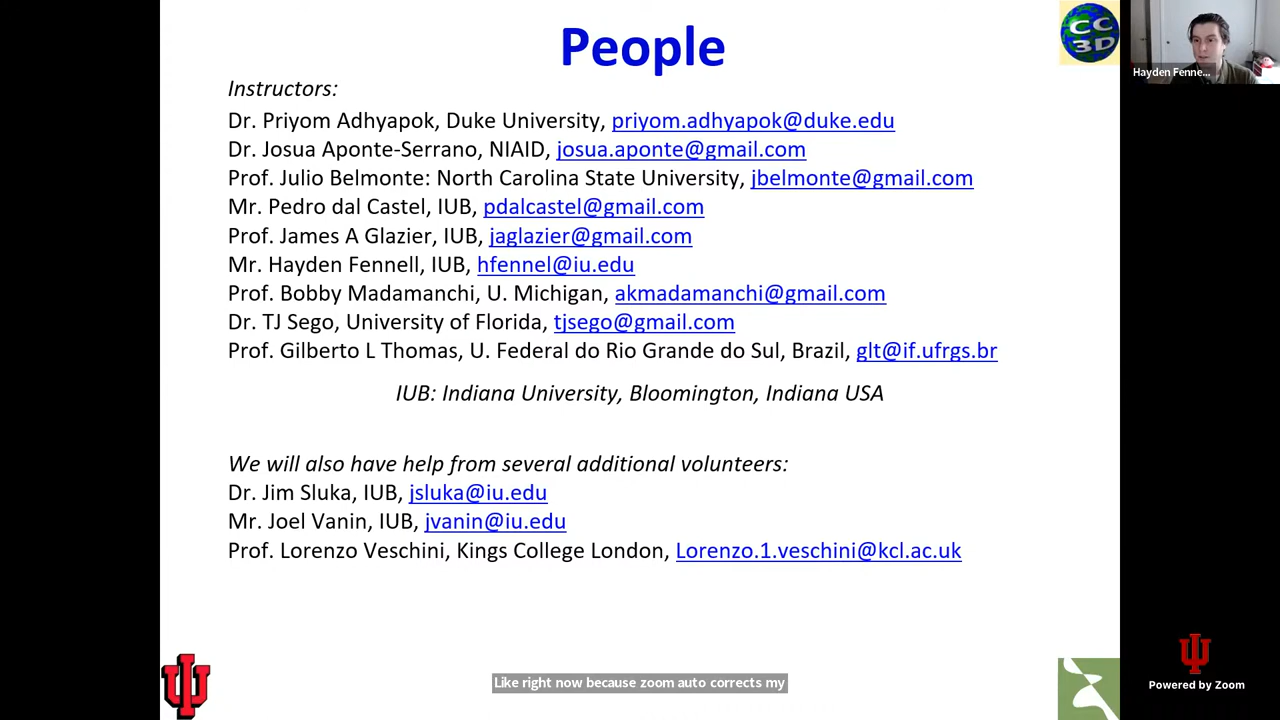 People
CC
3D
Hayden Fenne...
Instructors:
Dr. Priyom Adhyapok, Duke University, priyom.adhyapok@duke.edu
Dr. Josua Aponte-Serrano, NIAID, josua.aponte@gmail.com
Prof. Julio Belmonte: North Carolina State University, jbelmonte@gmail.com
Mr. Pedro dal Castel, IUB, pdalcastel@gmail.com
Prof. James A Glazier, IUB, jaglazier@gmail.com
Mr. Hayden Fennell, IUB, hfennel@iu.edu
Prof. Bobby Madamanchi, U. Michigan, akmadamanchi@gmail.com
Dr. TJ Sego, University of Florida, tjsego@gmail.com
Prof. Gilberto L Thomas, U. Federal do Rio Grande do Sul, Brazil, glt@if.ufrgs.br
IUB: Indiana University, Bloomington, Indiana USA
We will also have help from several additional volunteers:
Dr. Jim Sluka, IUB, jsluka@iu.edu
Mr. Joel Vanin, IUB, jvanin@iu.edu
Prof. Lorenzo Veschini, Kings College London, Lorenzo.1.veschini@kcl.ac.uk
Like right now because zoom auto corrects my
Powered by Zoom